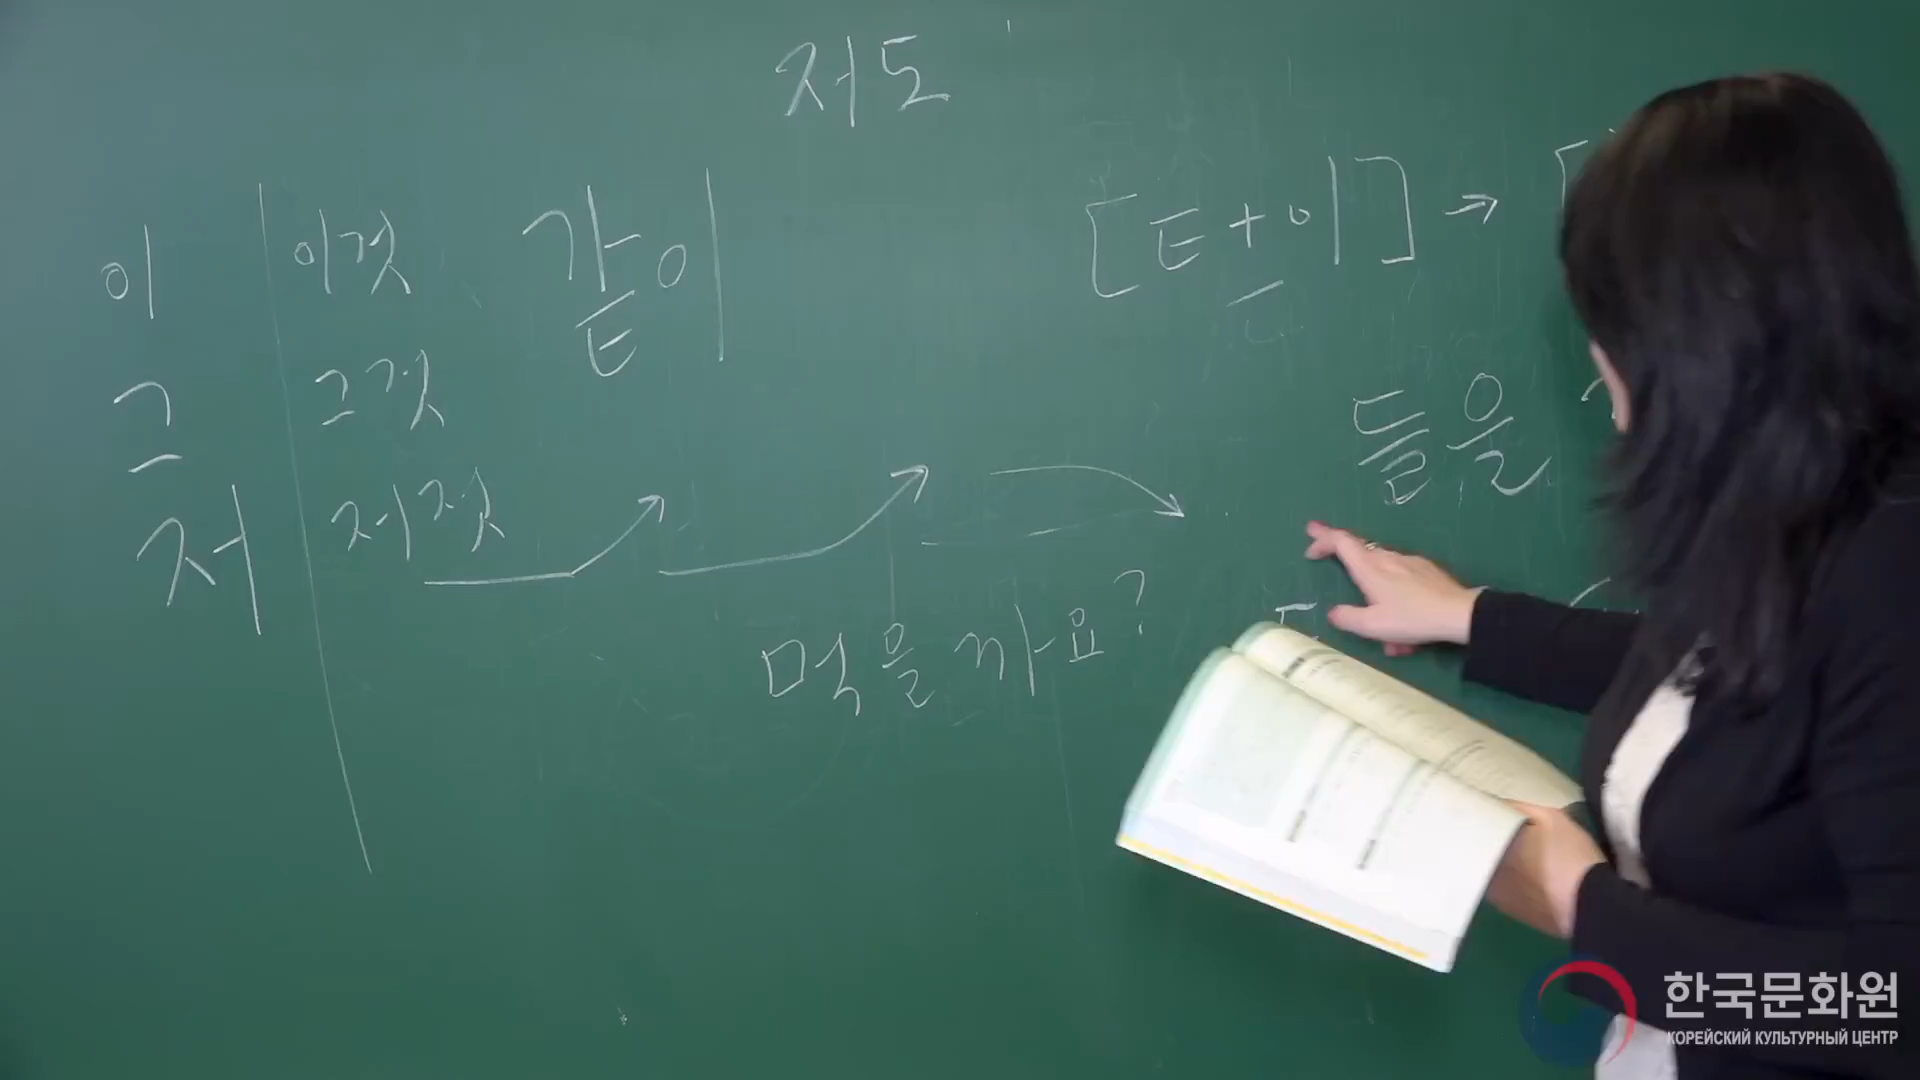 저도
이 이것 같이 [ㅌ+이] →
그 그것
저 저것
들을
먹을까요?
한국문화원
КОРЕЙСКИЙ КУЛЬТУРНЫЙ ЦЕНТР